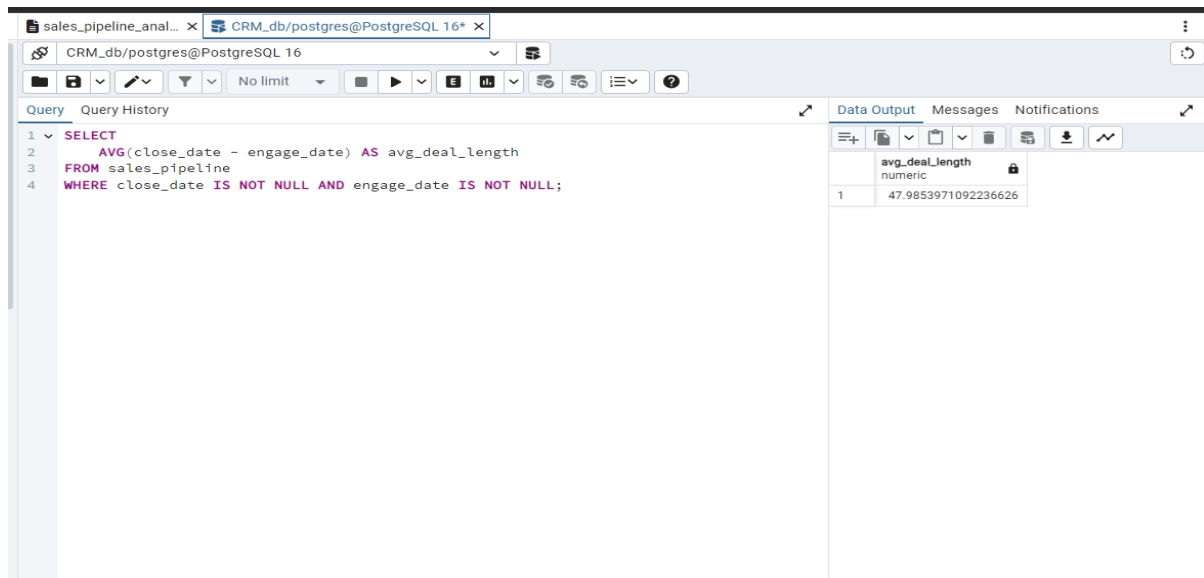 sales_pipeline_anal... CRM_db/postgres@PostgreSQL 16*
CRM_db/postgres@PostgreSQL 16
No limit
E
Query Query History
1 SELECT
2 AVG(close_date - engage_date) AS avg_deal_length
3 FROM sales_pipeline
4 WHERE close_date IS NOT NULL AND engage_date IS NOT NULL;
Data Output Messages Notifications
avg_deal_length
numeric
1 47.9853971092236626